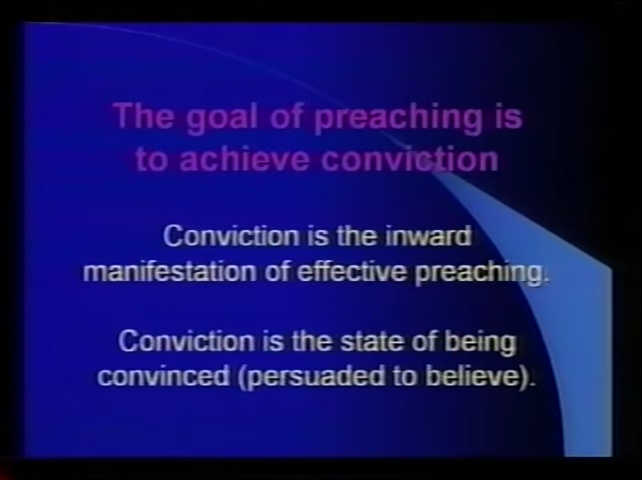 The goal of preaching is
to achieve conviction
Conviction is the inward
manifestation of effective preaching.
Conviction is the state of being
convinced (persuaded to believe).